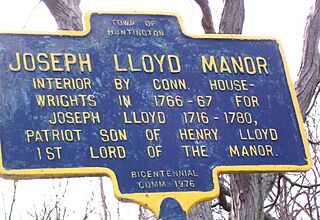 TOWN OF
HUNTINGTON
JOSEPH LLOYD MANOR
INTERIOR BY CONN. HOUSE-
WRIGHTS IN 1766-67 FOR
JOSEPH LLOYD 1716-1780,
PATRIOT SON OF HENRY LLOYD
1ST LORD OF THE MANOR.
BICENTENNIAL
COMM. 1976